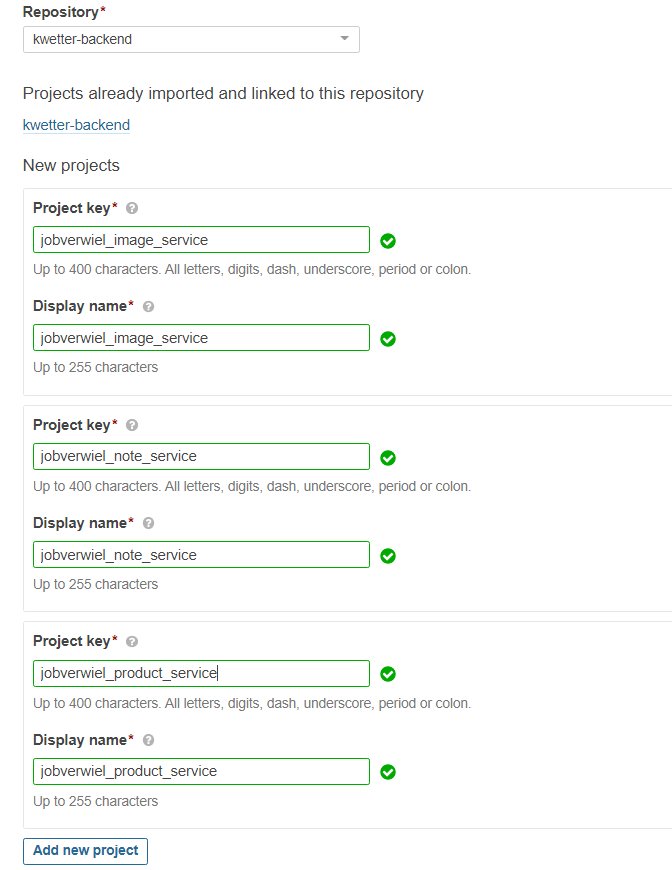 Repository*
kwetter-backend
Projects already imported and linked to this repository
kwetter-backend
New projects
Project key* ?
jobverwiel_image_service
Up to 400 characters. All letters, digits, dash, underscore, period or colon.
Display name* ?
jobverwiel_image_service
Up to 255 characters
Project key* ?
jobverwiel_note_service
Up to 400 characters. All letters, digits, dash, underscore, period or colon.
Display name* ?
jobverwiel_note_service
Up to 255 characters
Project key* ?
jobverwiel_product_service
Up to 400 characters. All letters, digits, dash, underscore, period or colon.
Display name* ?
jobverwiel_product_service
Up to 255 characters
Add new project